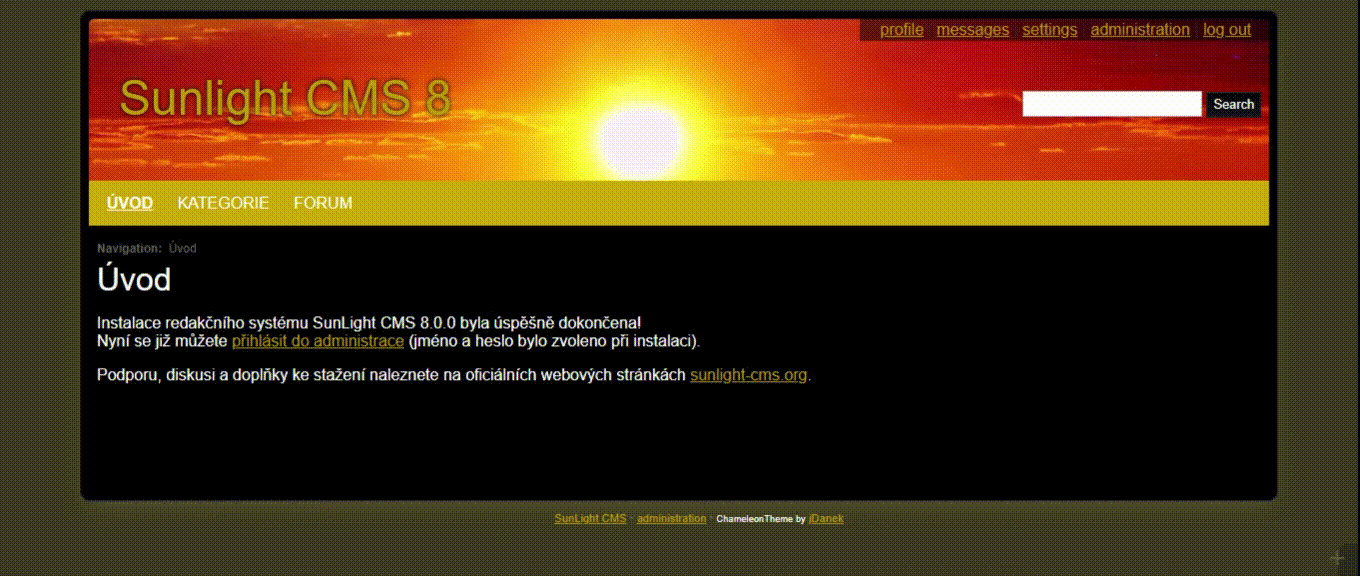 profile messages settings administration log out
Sunlight CMS 8
Search
ÚVOD KATEGORIE FORUM
Navigation: Úvod
Úvod
Instalace redakčního systému SunLight CMS 8.0.0 byla úspěšně dokončena!
Nyní se již můžete přihlásit do administrace (jméno a heslo bylo zvoleno při instalaci).
Podporu, diskusi a doplňky ke stažení naleznete na oficiálních webových stránkách sunlight-cms.org.
SunLight CMS · administration · ChameleonTheme by jDanek
+